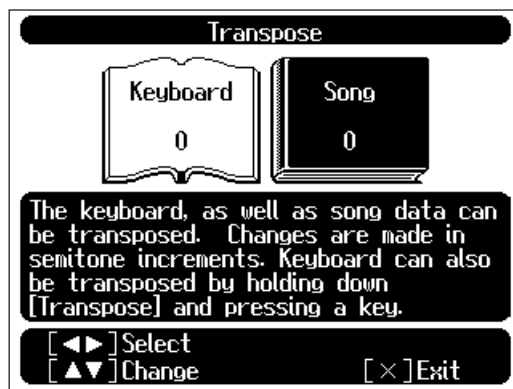 Transpose
Keyboard Song
0 0
The keyboard, as well as song data can
be transposed. Changes are made in
semitone increments. Keyboard can also
be transposed by holding down
[Transpose] and pressing a key.
[◀▶]Select
[▲▼]Change [×]Exit